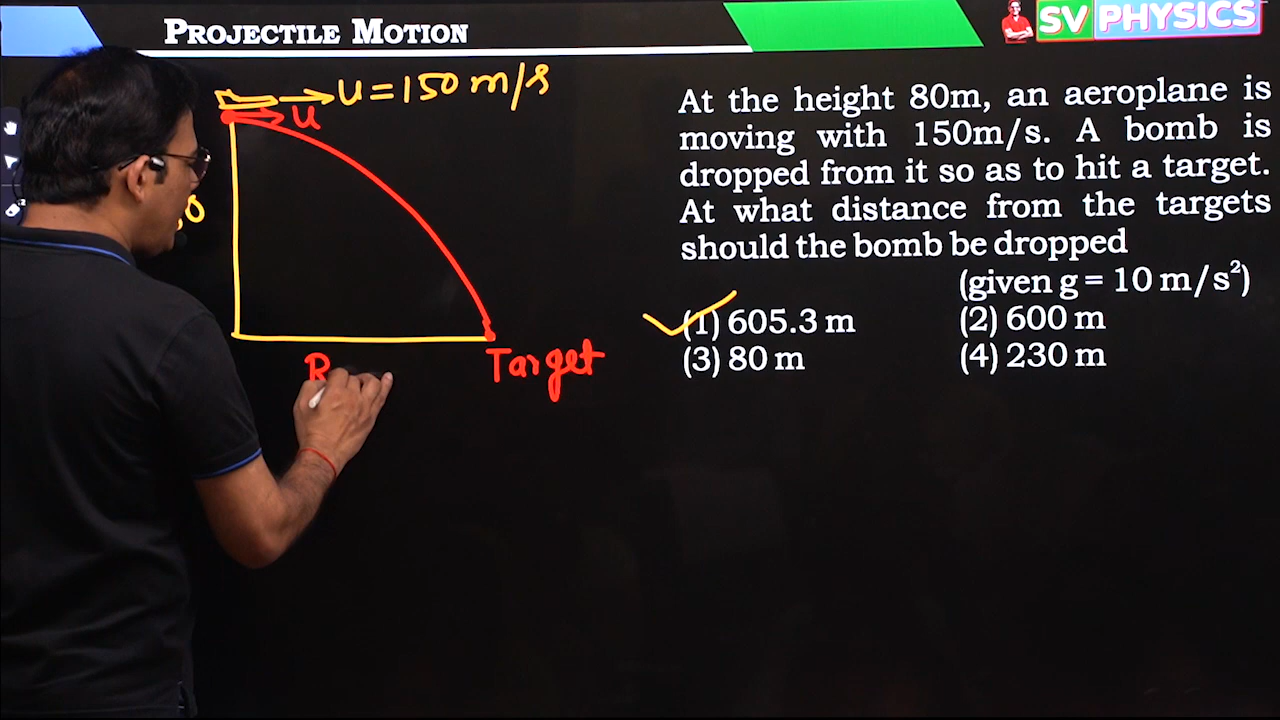 PROJECTILE MOTION
SV PHYSICS
U = 150 m/s
U
Target
R
At the height 80m, an aeroplane is
moving with 150m/s. A bomb is
dropped from it so as to hit a target.
At what distance from the targets
should the bomb be dropped
(given g = 10 m/s²)
(1) 605.3 m (2) 600 m
(3) 80 m (4) 230 m